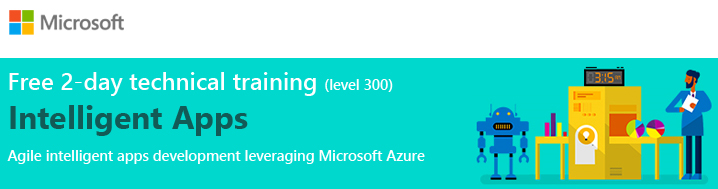 Microsoft
Free 2-day technical training (level 300)
Intelligent Apps
Agile intelligent apps development leveraging Microsoft Azure
3:15 PM